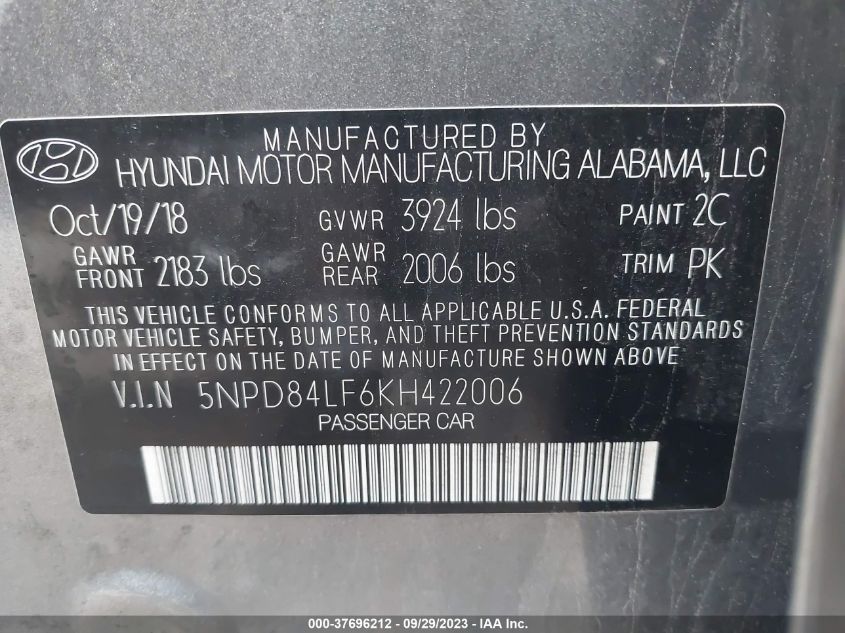 MANUFACTURED BY
HYUNDAI MOTOR MANUFACTURING ALABAMA, LLC
Oct/19/18 GVWR 3924 lbs PAINT 2C
GAWR FRONT 2183 lbs GAWR REAR 2006 lbs TRIM PK
THIS VEHICLE CONFORMS TO ALL APPLICABLE U.S.A. FEDERAL
MOTOR VEHICLE SAFETY, BUMPER, AND THEFT PREVENTION STANDARDS
IN EFFECT ON THE DATE OF MANUFACTURE SHOWN ABOVE
V.I.N 5NPD84LF6KH422006
PASSENGER CAR
000-37696212 - 09/29/2023 - IAA Inc.